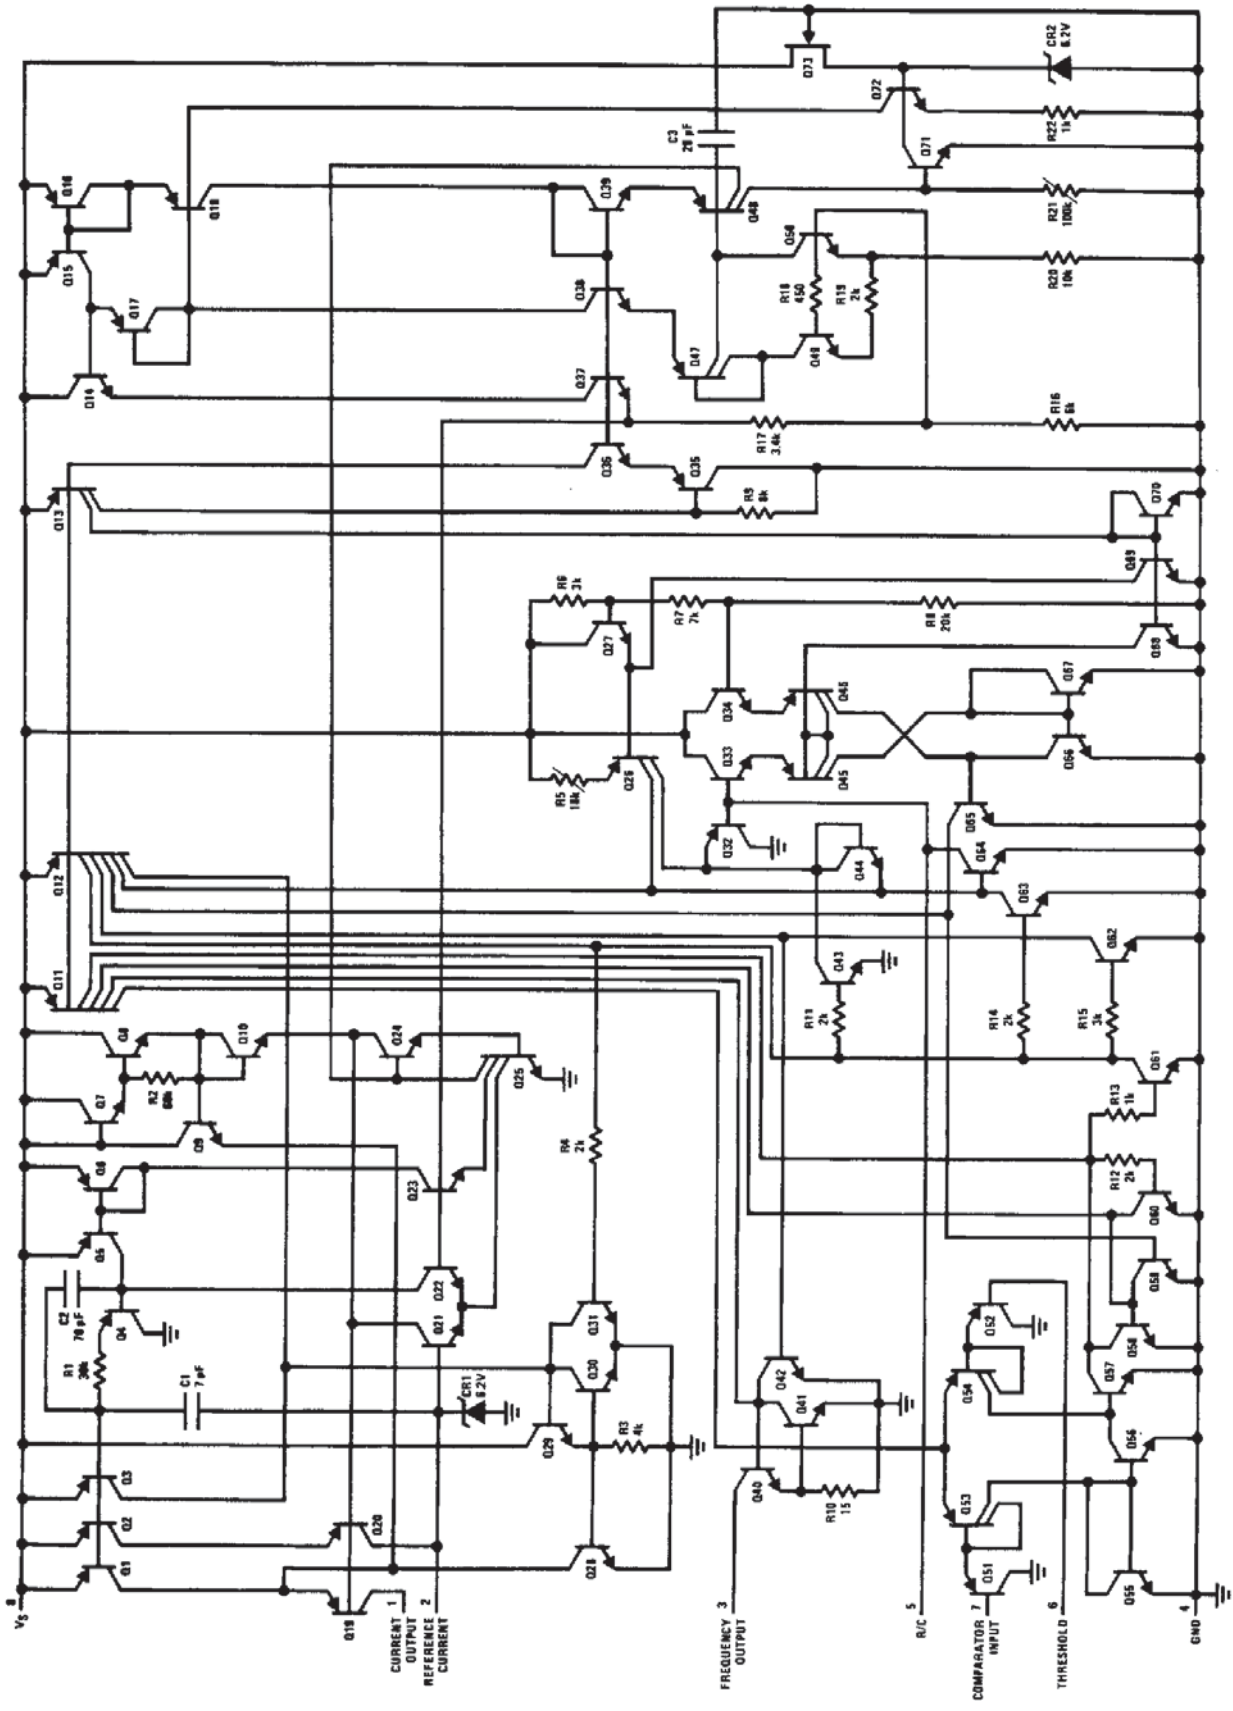 8
VS
Q1
Q2
Q3
R1
30k
C2
70 pF
Q4
Q5
Q6
Q7
Q8
R2
60k
Q9
Q10
Q11
Q12
Q13
Q14
Q15
Q16
Q17
Q18
C1
7 pF
Q19
Q20
1
CURRENT
OUTPUT
2
REFERENCE
CURRENT
CR1
6.2V
Q21
Q22
Q23
Q24
Q25
Q28
Q29
Q30
Q31
R3
4k
R4
2k
R5
15k
Q26
R6
3k
Q27
R7
7k
Q36
Q37
Q38
Q39
Q35
R9
8k
R17
3.4k
Q47
Q48
C3
20 pF
3
FREQUENCY
OUTPUT
Q40
Q41
Q42
R10
15
Q32
Q33
Q34
Q45
Q46
Q44
Q43
R11
2k
R18
450
R19
2k
Q49
Q50
Q73
5
R/C
7
COMPARATOR
INPUT
6
THRESHOLD
Q51
Q52
Q53
Q54
Q63
Q64
Q65
R8
20k
Q72
Q71
R14
2k
R15
3k
Q55
Q56
Q57
Q58
Q59
Q60
R12
2k
R13
1k
Q61
Q62
Q66
Q67
Q68
Q69
Q70
R16
6k
R20
10k
R21
100k
R22
1k
CR2
6.2V
4
GND